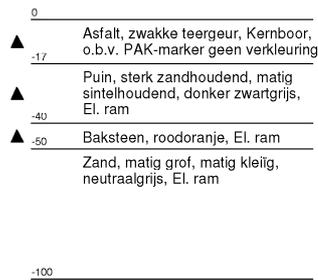 0
Asfalt, zwakke teergeur, Kernboor,
o.b.v. PAK-marker geen verkleuring
-17
Puin, sterk zandhoudend, matig
sintelhoudend, donker zwartgrijs,
El. ram
-40
Baksteen, roodoranje, El. ram
-50
Zand, matig grof, matig kleiïg,
neutraalgrijs, El. ram
-100